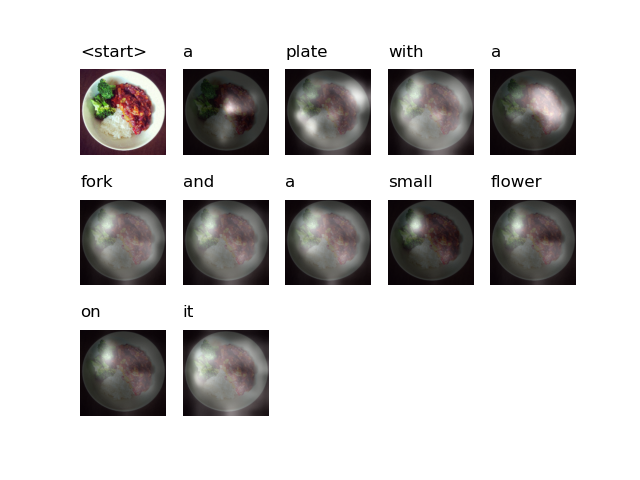 <start> a plate with a
fork and a small flower
on it